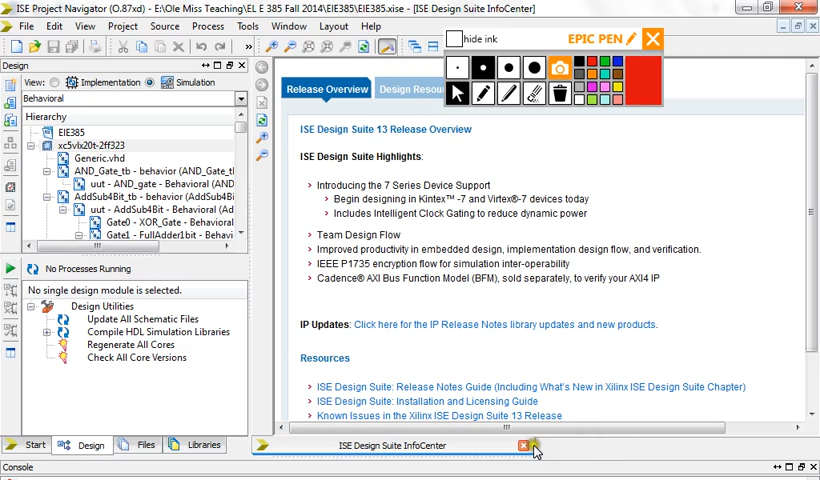 ISE Project Navigator (O.87xd) - E:\Ole Miss Teaching\EL E 385 Fall 2014\EIE385\EIE385.xise - [ISE Design Suite InfoCenter]
File Edit View Project Source Process Tools Window Layout Help
hide ink
EPIC PEN
Design
View: Implementation Simulation
Behavioral
Hierarchy
EIE385
xc5vlx20t-2ff323
Generic.vhd
AND_Gate_tb - behavior (AND_Gate_tb
uut - AND_gate - Behavioral (AND_
AddSub4Bit_tb - behavior (AddSub4Bit
uut - AddSub4Bit - Behavioral (Add
Gate0 - XOR_Gate - Behavioral
Gate1 - FullAdder1bit - Behavi
No Processes Running
No single design module is selected.
Design Utilities
Update All Schematic Files
Compile HDL Simulation Libraries
Regenerate All Cores
Check All Core Versions
Start Design Files Libraries
Release Overview
Design Resou
ISE Design Suite 13 Release Overview
ISE Design Suite Highlights:
Introducing the 7 Series Device Support
Begin designing in Kintex™ -7 and Virtex®-7 devices today
Includes Intelligent Clock Gating to reduce dynamic power
Team Design Flow
Improved productivity in embedded design, implementation design flow, and verification.
IEEE P1735 encryption flow for simulation inter-operability
Cadence® AXI Bus Function Model (BFM), sold separately, to verify your AXI4 IP
IP Updates: Click here for the IP Release Notes library updates and new products.
Resources
ISE Design Suite: Release Notes Guide (Including What's New in Xilinx ISE Design Suite Chapter)
ISE Design Suite: Installation and Licensing Guide
Known Issues in the Xilinx ISE Design Suite 13 Release
ISE Design Suite InfoCenter
Console